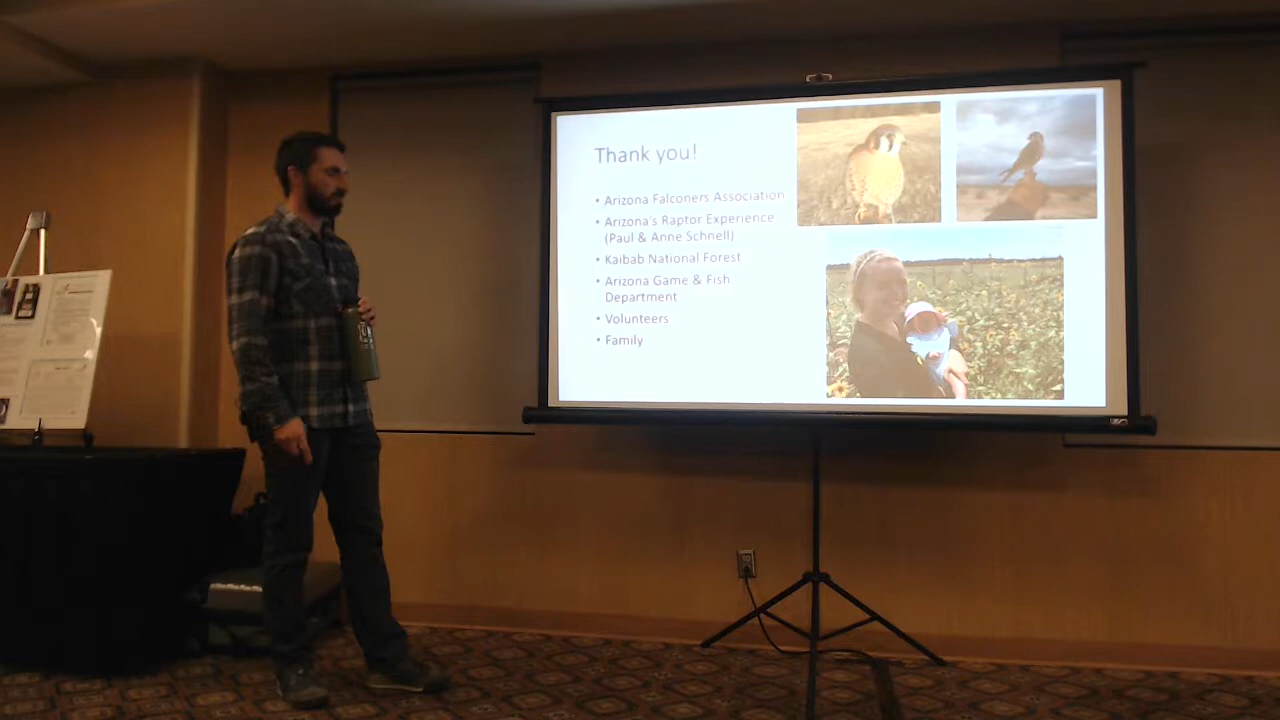 Thank you!
• Arizona Falconers Association
• Arizona's Raptor Experience
(Paul & Anne Schnell)
• Kaibab National Forest
• Arizona Game & Fish
Department
• Volunteers
• Family